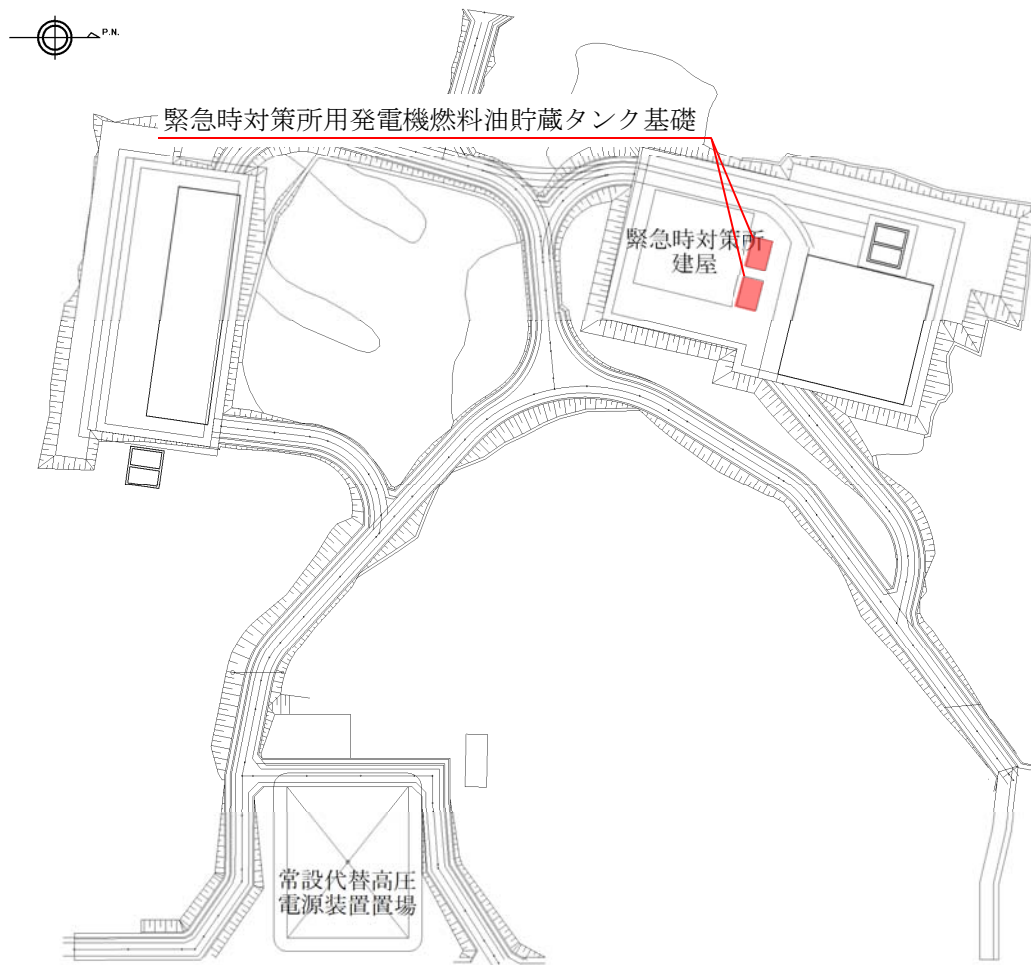 P.N.
緊急時対策所用発電機燃料油貯蔵タンク基礎
緊急時対策所
建屋
常設代替高圧
電源装置置場